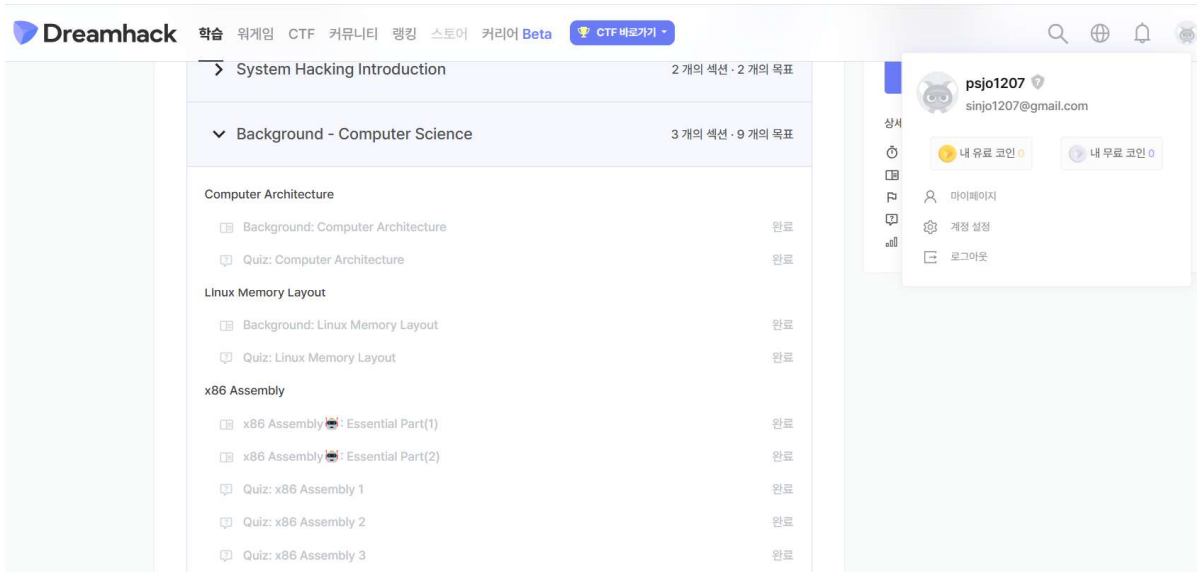 Dreamhack 학습 워게임 CTF 커뮤니티 랭킹 스토어 커리어 Beta CTF 바로가기
System Hacking Introduction 2 개의 섹션 · 2 개의 목표
Background - Computer Science 3 개의 섹션 · 9 개의 목표
Computer Architecture
Background: Computer Architecture 완료
Quiz: Computer Architecture 완료
Linux Memory Layout
Background: Linux Memory Layout 완료
Quiz: Linux Memory Layout 완료
x86 Assembly
x86 Assembly🤖: Essential Part(1) 완료
x86 Assembly🤖: Essential Part(2) 완료
Quiz: x86 Assembly 1 완료
Quiz: x86 Assembly 2 완료
Quiz: x86 Assembly 3 완료
psjo1207
sinjo1207@gmail.com
내 유료 코인 0 내 무료 코인 0
마이페이지
계정 설정
로그아웃